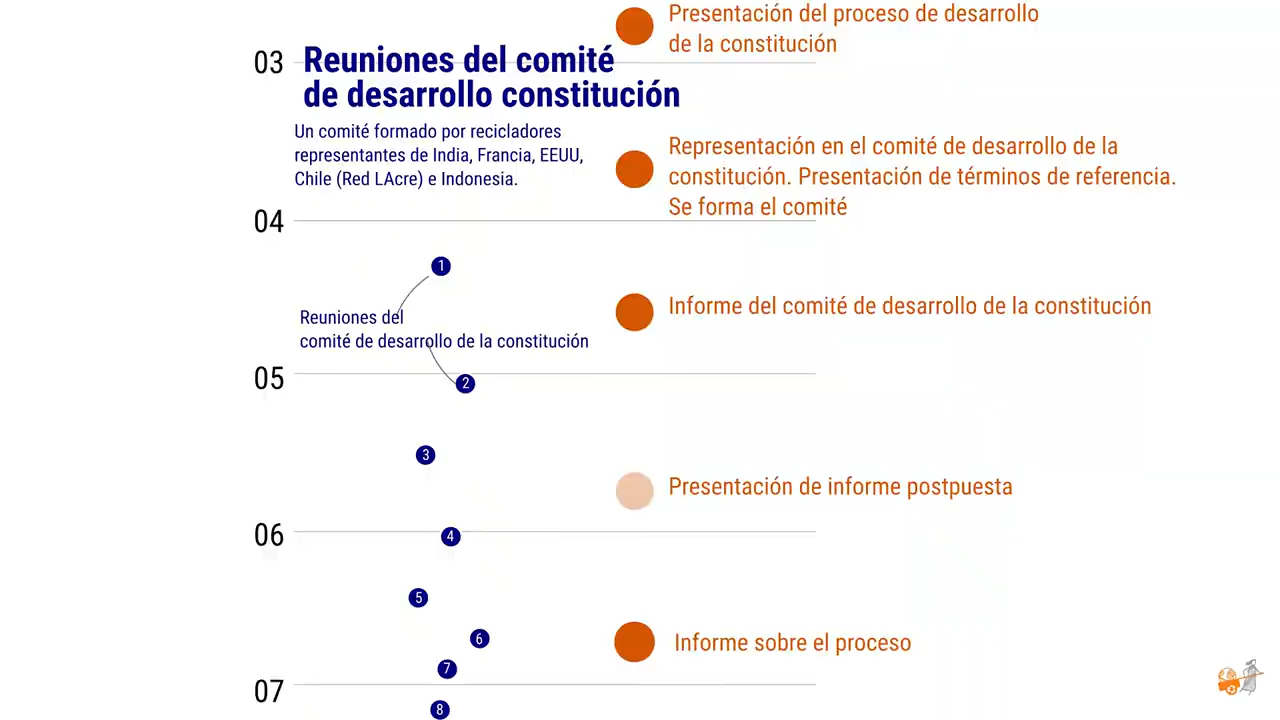 Presentación del proceso de desarrollo
de la constitución
03
Reuniones del comité
de desarrollo constitución
Un comité formado por recicladores
representantes de India, Francia, EEUU,
Chile (Red LAcre) e Indonesia.
Representación en el comité de desarrollo de la
constitución. Presentación de términos de referencia.
Se forma el comité
04
1
Reuniones del
comité de desarrollo de la constitución
Informe del comité de desarrollo de la constitución
05
2
3
Presentación de informe postpuesta
06
4
5
6
Informe sobre el proceso
7
07
8